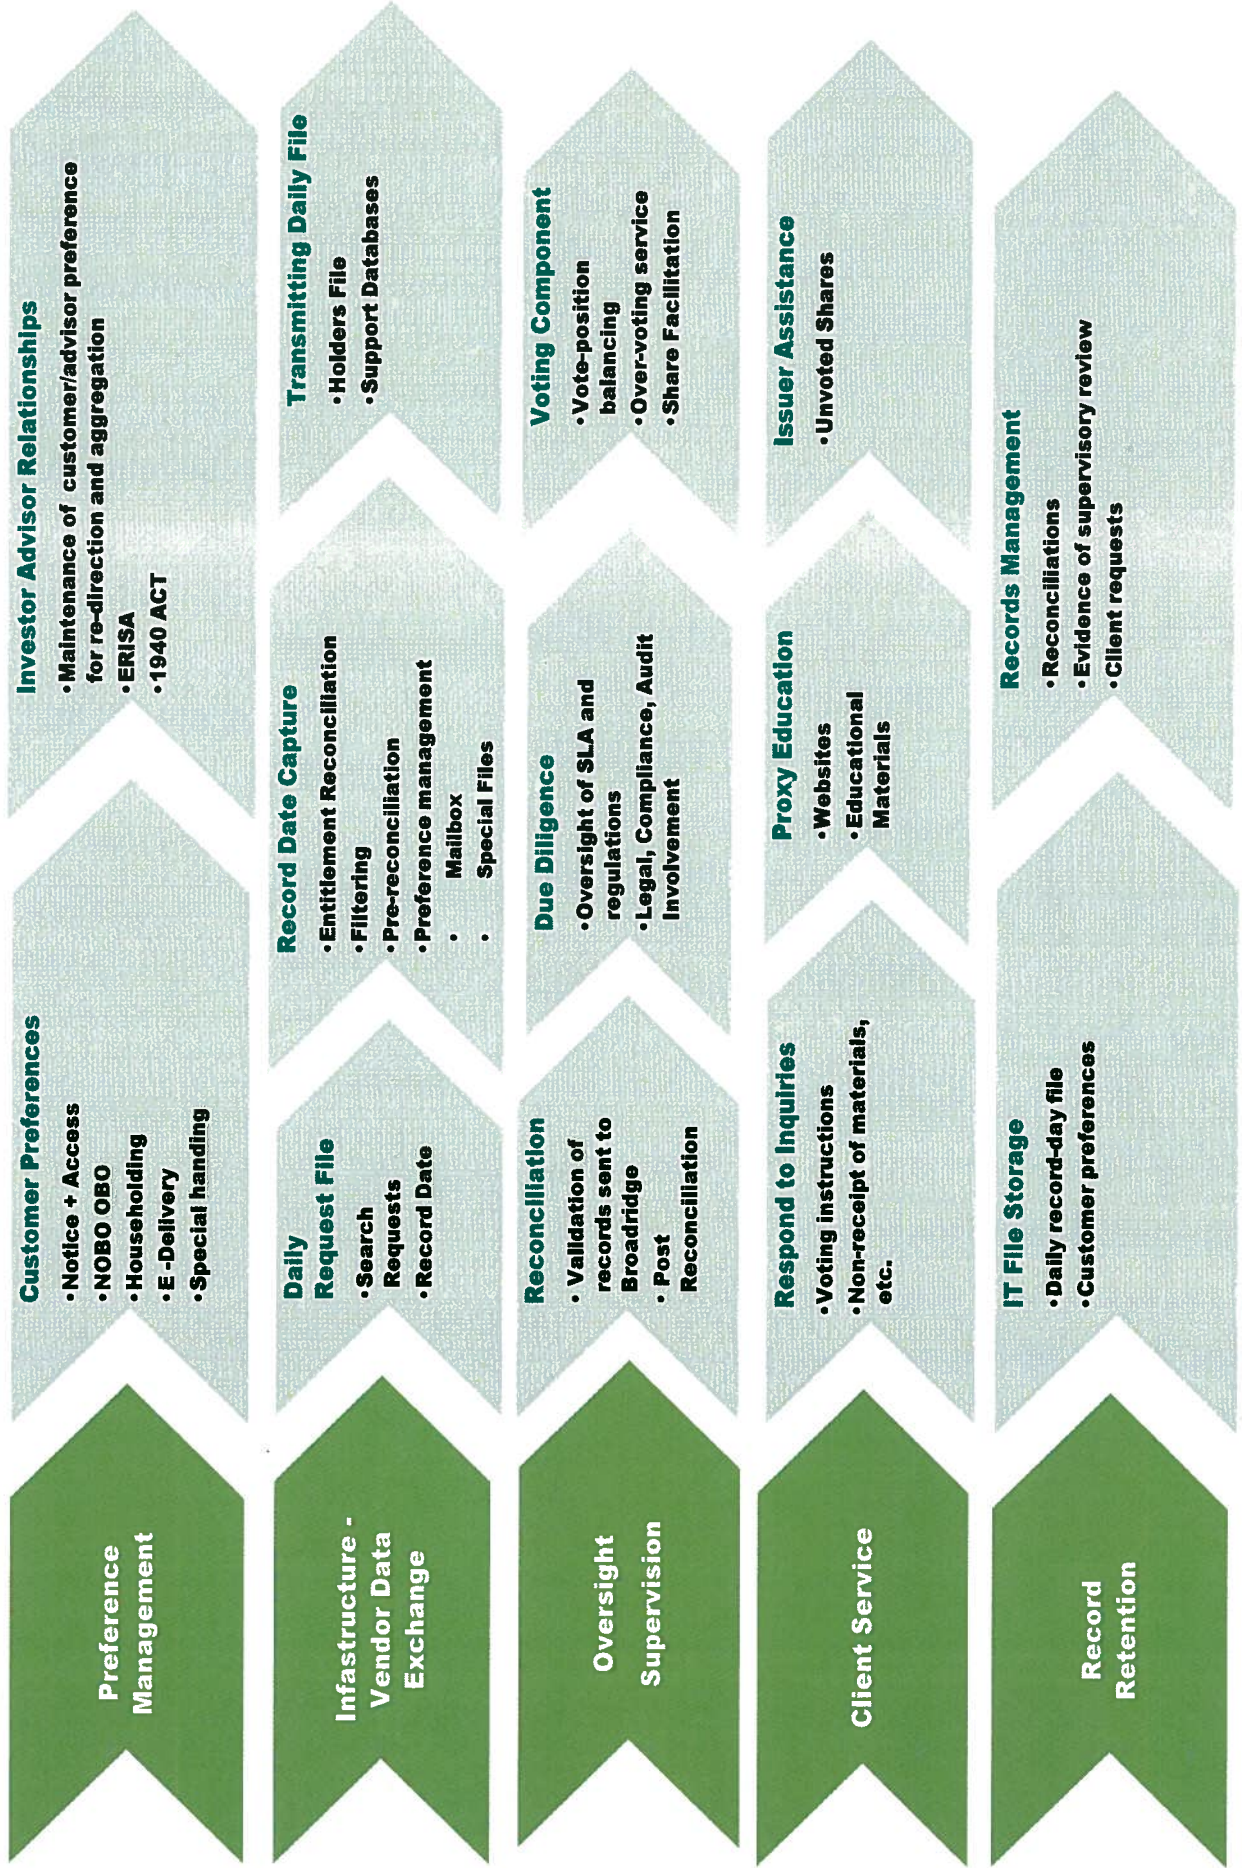 Preference
Management
Customer Preferences
•Notice + Access
•NOBO OBO
•Householding
•E -Delivery
•Special handing
Investor Advisor Relationships
•Maintenance of customer/advisor preference
for re-direction and aggregation
•ERISA
•1940 ACT
Infastructure -
Vendor Data
Exchange
Daily
Request File
•Search
Requests
•Record Date
Record Date Capture
•Entitlement Reconciliation
•Filtering
•Pre-reconciliation
•Preference management
• Mailbox
• Special Files
Transmitting Daily File
•Holders File
•Support Databases
Oversight
Supervision
Reconciliation
• Validation of
records sent to
Broadridge
• Post
Reconciliation
Due Diligence
•Oversight of SLA and
regulations
•Legal, Compliance, Audit
Involvement
Voting Component
•Vote-position
balancing
•Over-voting service
•Share Facilitation
Client Service
Respond to Inquiries
•Voting instructions
•Non-receipt of materials,
etc.
Proxy Education
•Websites
•Educational
Materials
Issuer Assistance
•Unvoted Shares
Record
Retention
IT File Storage
•Daily record-day file
•Customer preferences
Records Management
•Reconciliations
•Evidence of supervisory review
•Client requests